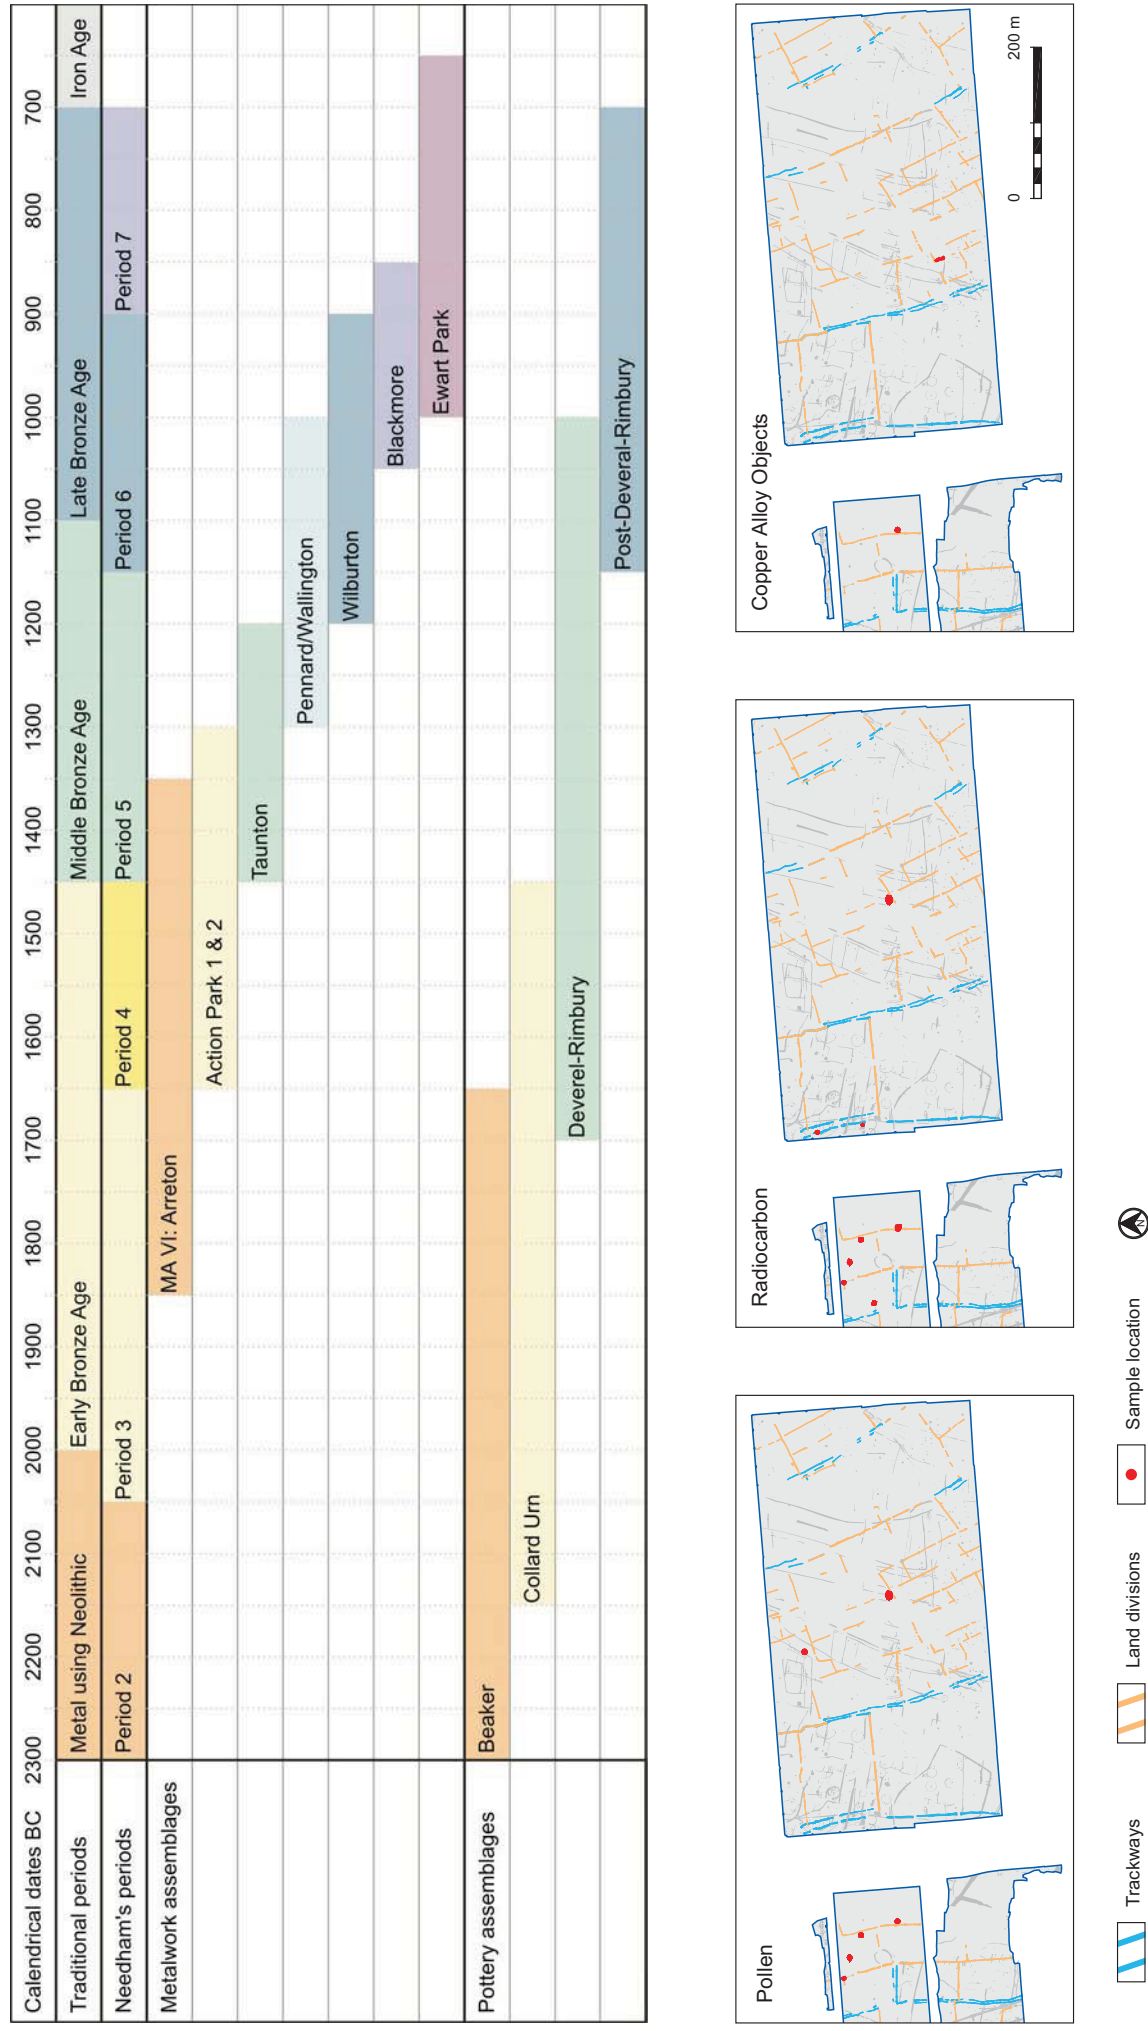 Calendrical dates BC 2300 2200 2100 2000 1900 1800 1700 1600 1500 1400 1300 1200 1100 1000 900 800 700
Traditional periods Metal using Neolithic Early Bronze Age Middle Bronze Age Late Bronze Age Iron Age
Needham's periods Period 2 Period 3 Period 4 Period 5 Period 6 Period 7
Metalwork assemblages MA VI: Arreton
Action Park 1 & 2
Taunton
Pennard/Wallington
Wilburton
Blackmore
Ewart Park
Pottery assemblages Beaker
Collard Urn
Deverel-Rimbury
Post-Deveral-Rimbury
Pollen
Radiocarbon
Copper Alloy Objects
0 200 m
Trackways
Land divisions
Sample location
N